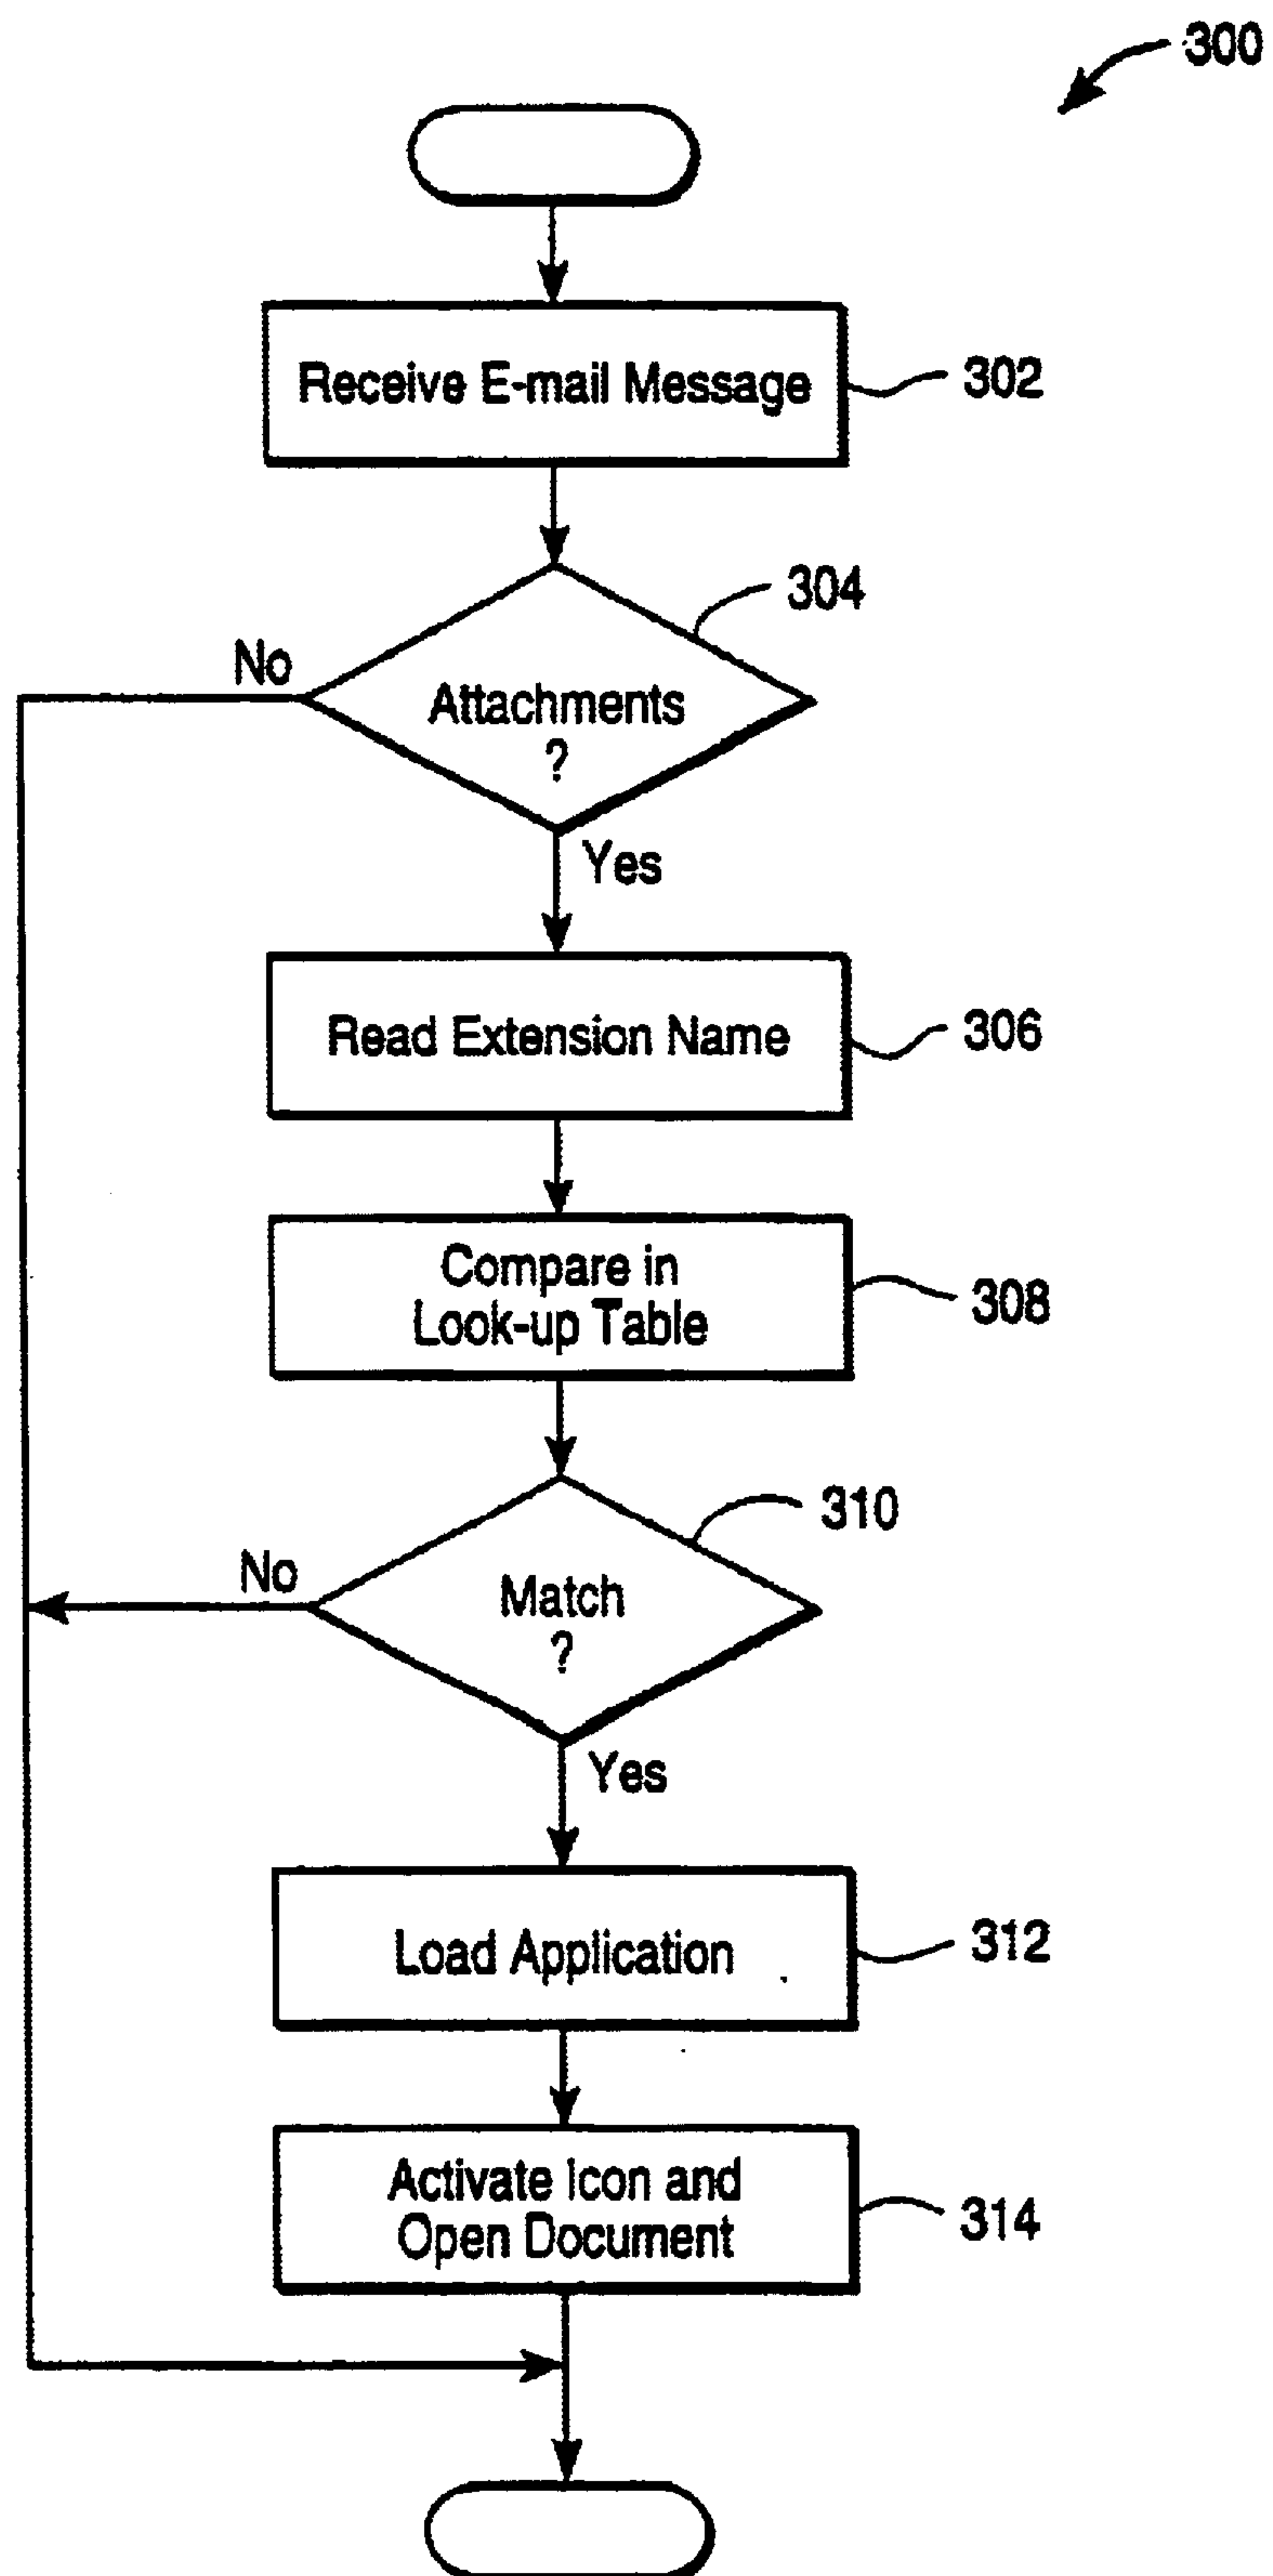 300
Receive E-mail Message
302
304
No
Attachments
?
Yes
Read Extension Name
306
Compare in
Look-up Table
308
310
No
Match
?
Yes
Load Application
312
Activate Icon and
Open Document
314